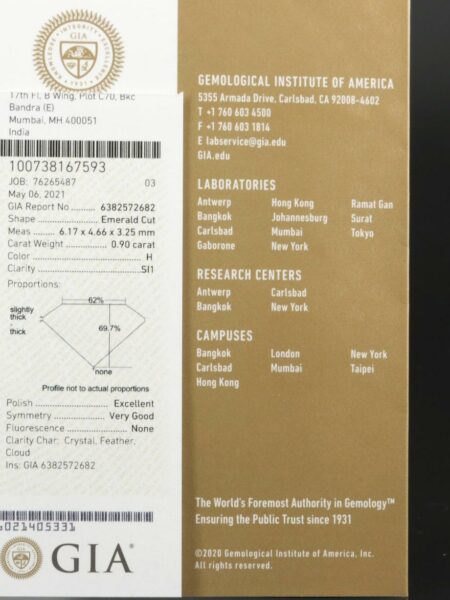 GIA
17th Fl, B Wing, Plot C70, BKC
Bandra (E)
Mumbai, MH 400051
India
100738167593
JOB: 76265487 03
May 06, 2021
GIA Report No .......... 6382572682
Shape .......... Emerald Cut
Meas .......... 6.17 x 4.66 x 3.25 mm
Carat Weight .......... 0.90 carat
Color .......... H
Clarity .......... SI1
Proportions:
62%
slightly
thick
-
thick
69.7%
none
Profile not to actual proportions
Polish .......... Excellent
Symmetry .......... Very Good
Fluorescence .......... None
Clarity Char: Crystal, Feather,
Cloud
Ins: GIA 6382572682
6021405331
GIA®
GEMOLOGICAL INSTITUTE OF AMERICA
5355 Armada Drive, Carlsbad, CA 92008-4602
T +1 760 603 4500
F +1 760 603 1814
E labservice@gia.edu
GIA.edu
LABORATORIES
Antwerp Hong Kong Ramat Gan
Bangkok Johannesburg Surat
Carlsbad Mumbai Tokyo
Gaborone New York
RESEARCH CENTERS
Antwerp Carlsbad
Bangkok New York
CAMPUSES
Bangkok London New York
Carlsbad Mumbai Taipei
Hong Kong
The World's Foremost Authority in Gemology™
Ensuring the Public Trust since 1931
©2020 Gemological Institute of America, Inc.
All rights reserved.